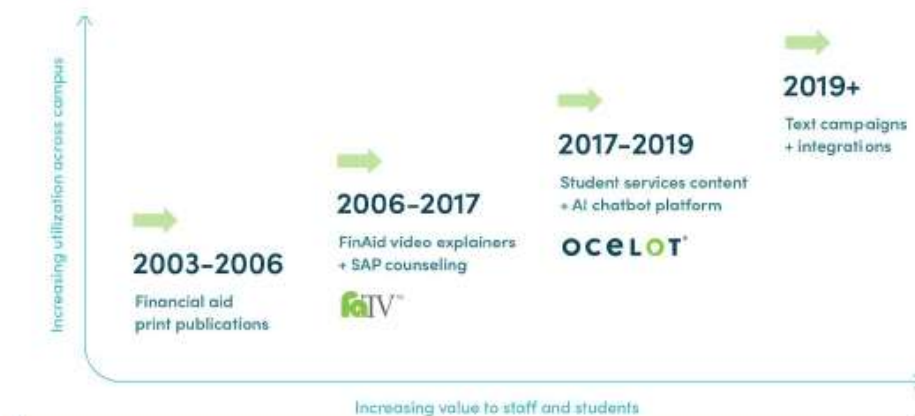 Increasing utilization across campus
2003-2006
Financial aid
print publications
2006-2017
FinAid video explainers
+ SAP counseling
faTV™
2017-2019
Student services content
+ AI chatbot platform
OCELOT
2019+
Text campaigns
+ integrations
Increasing value to staff and students